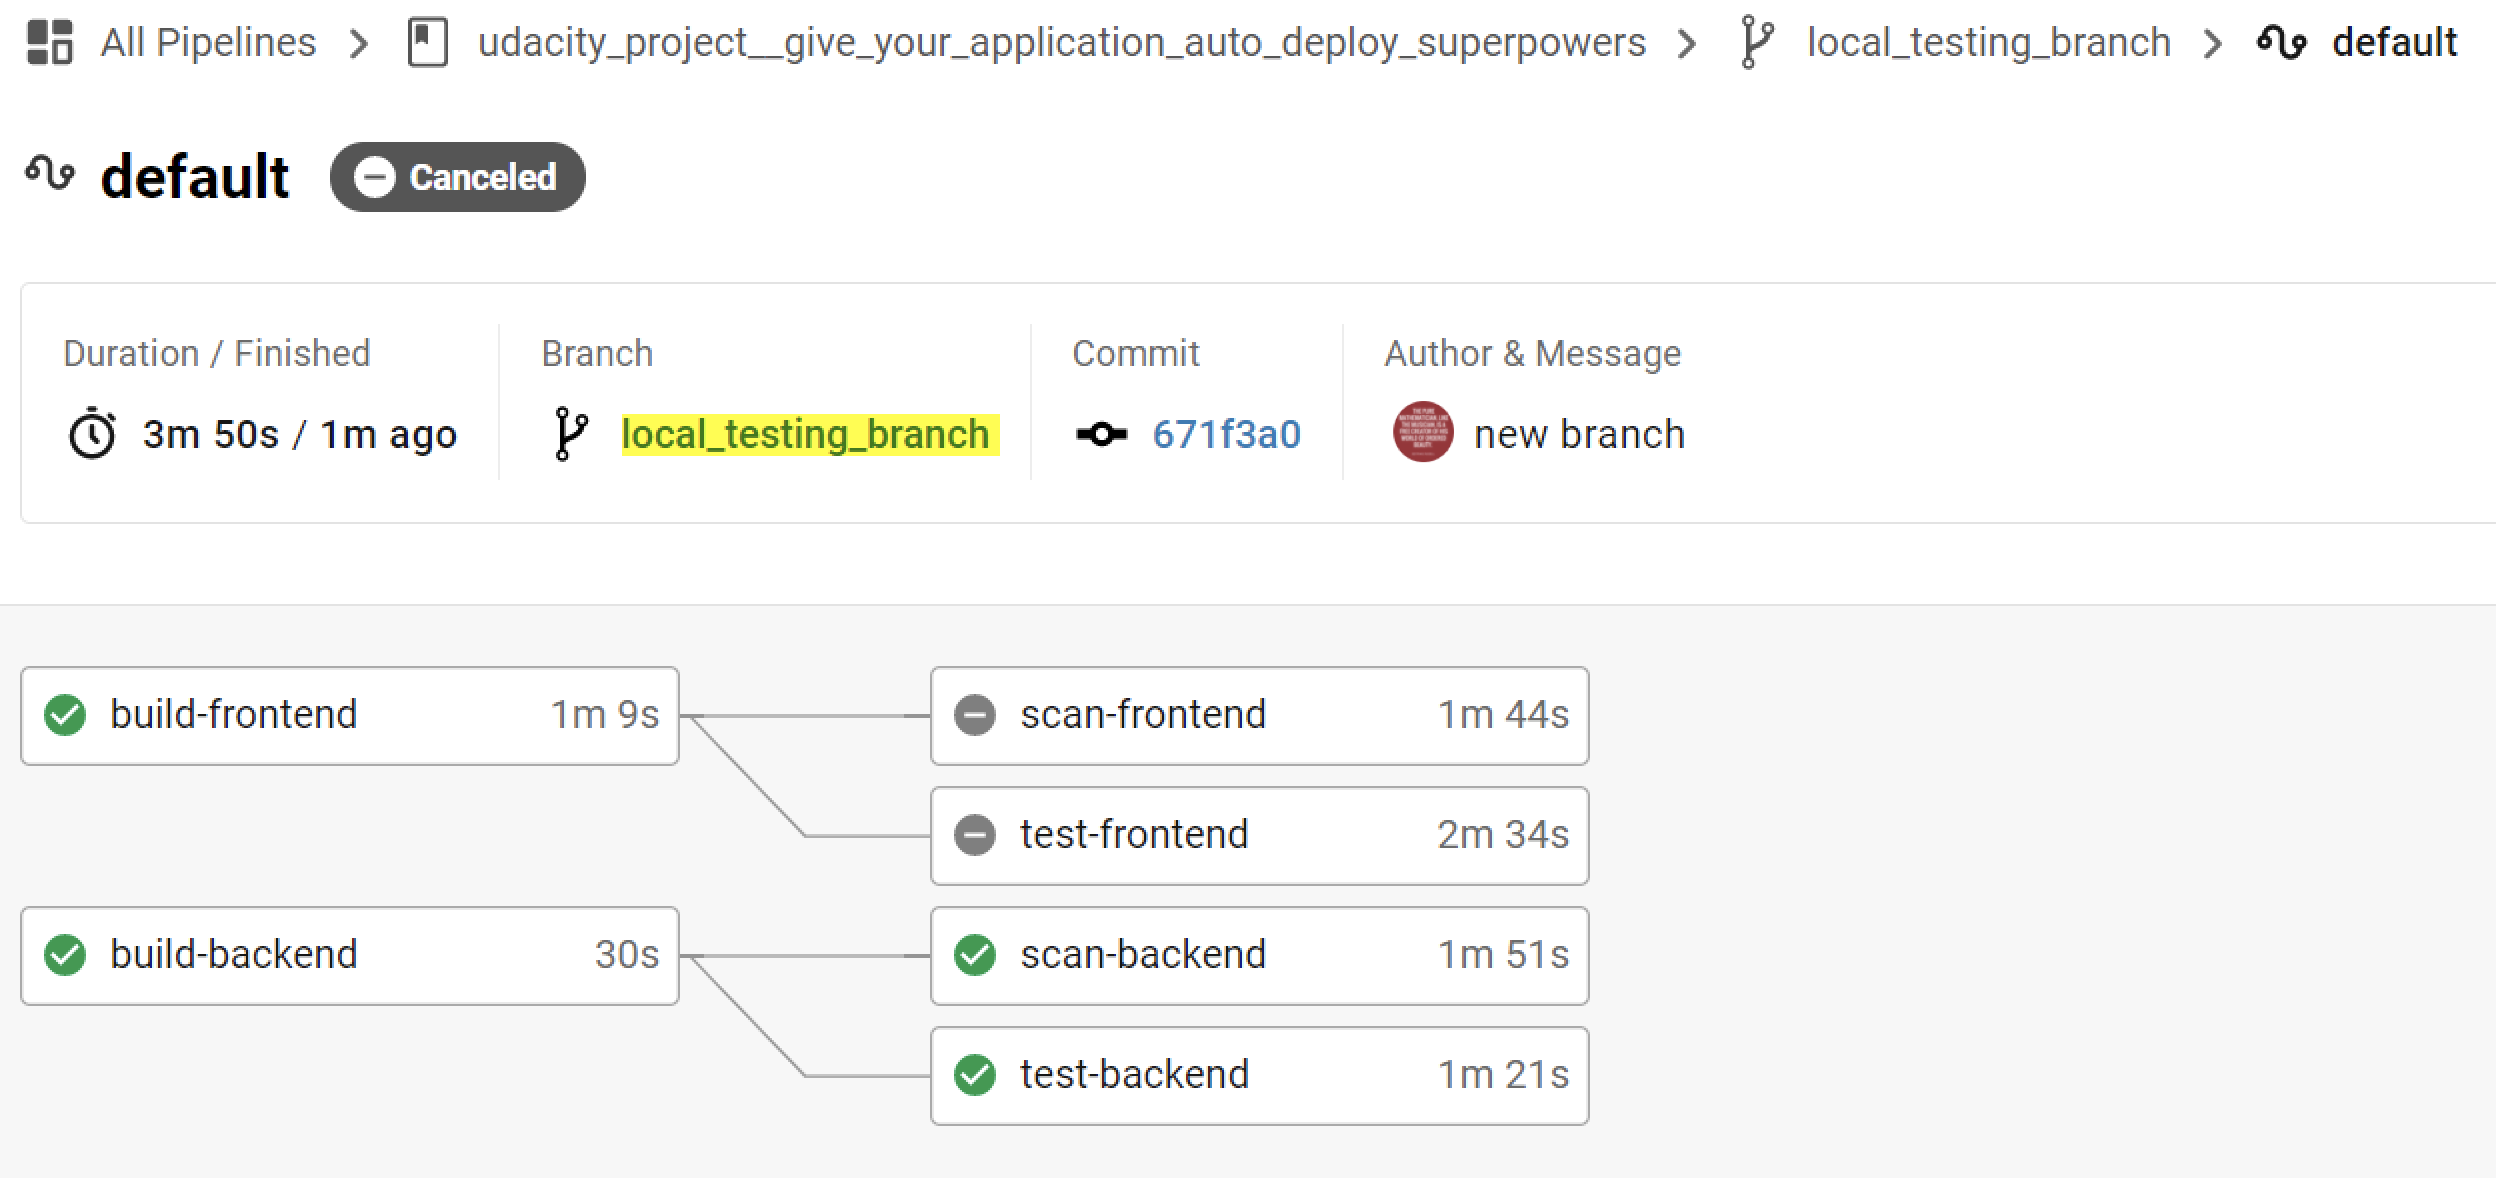 All Pipelines udacity_project__give_your_application_auto_deploy_superpowers local_testing_branch default
default Canceled
Duration / Finished Branch Commit Author & Message
3m 50s / 1m ago local_testing_branch 671f3a0 new branch
build-frontend 1m 9s scan-frontend 1m 44s
test-frontend 2m 34s
build-backend 30s scan-backend 1m 51s
test-backend 1m 21s